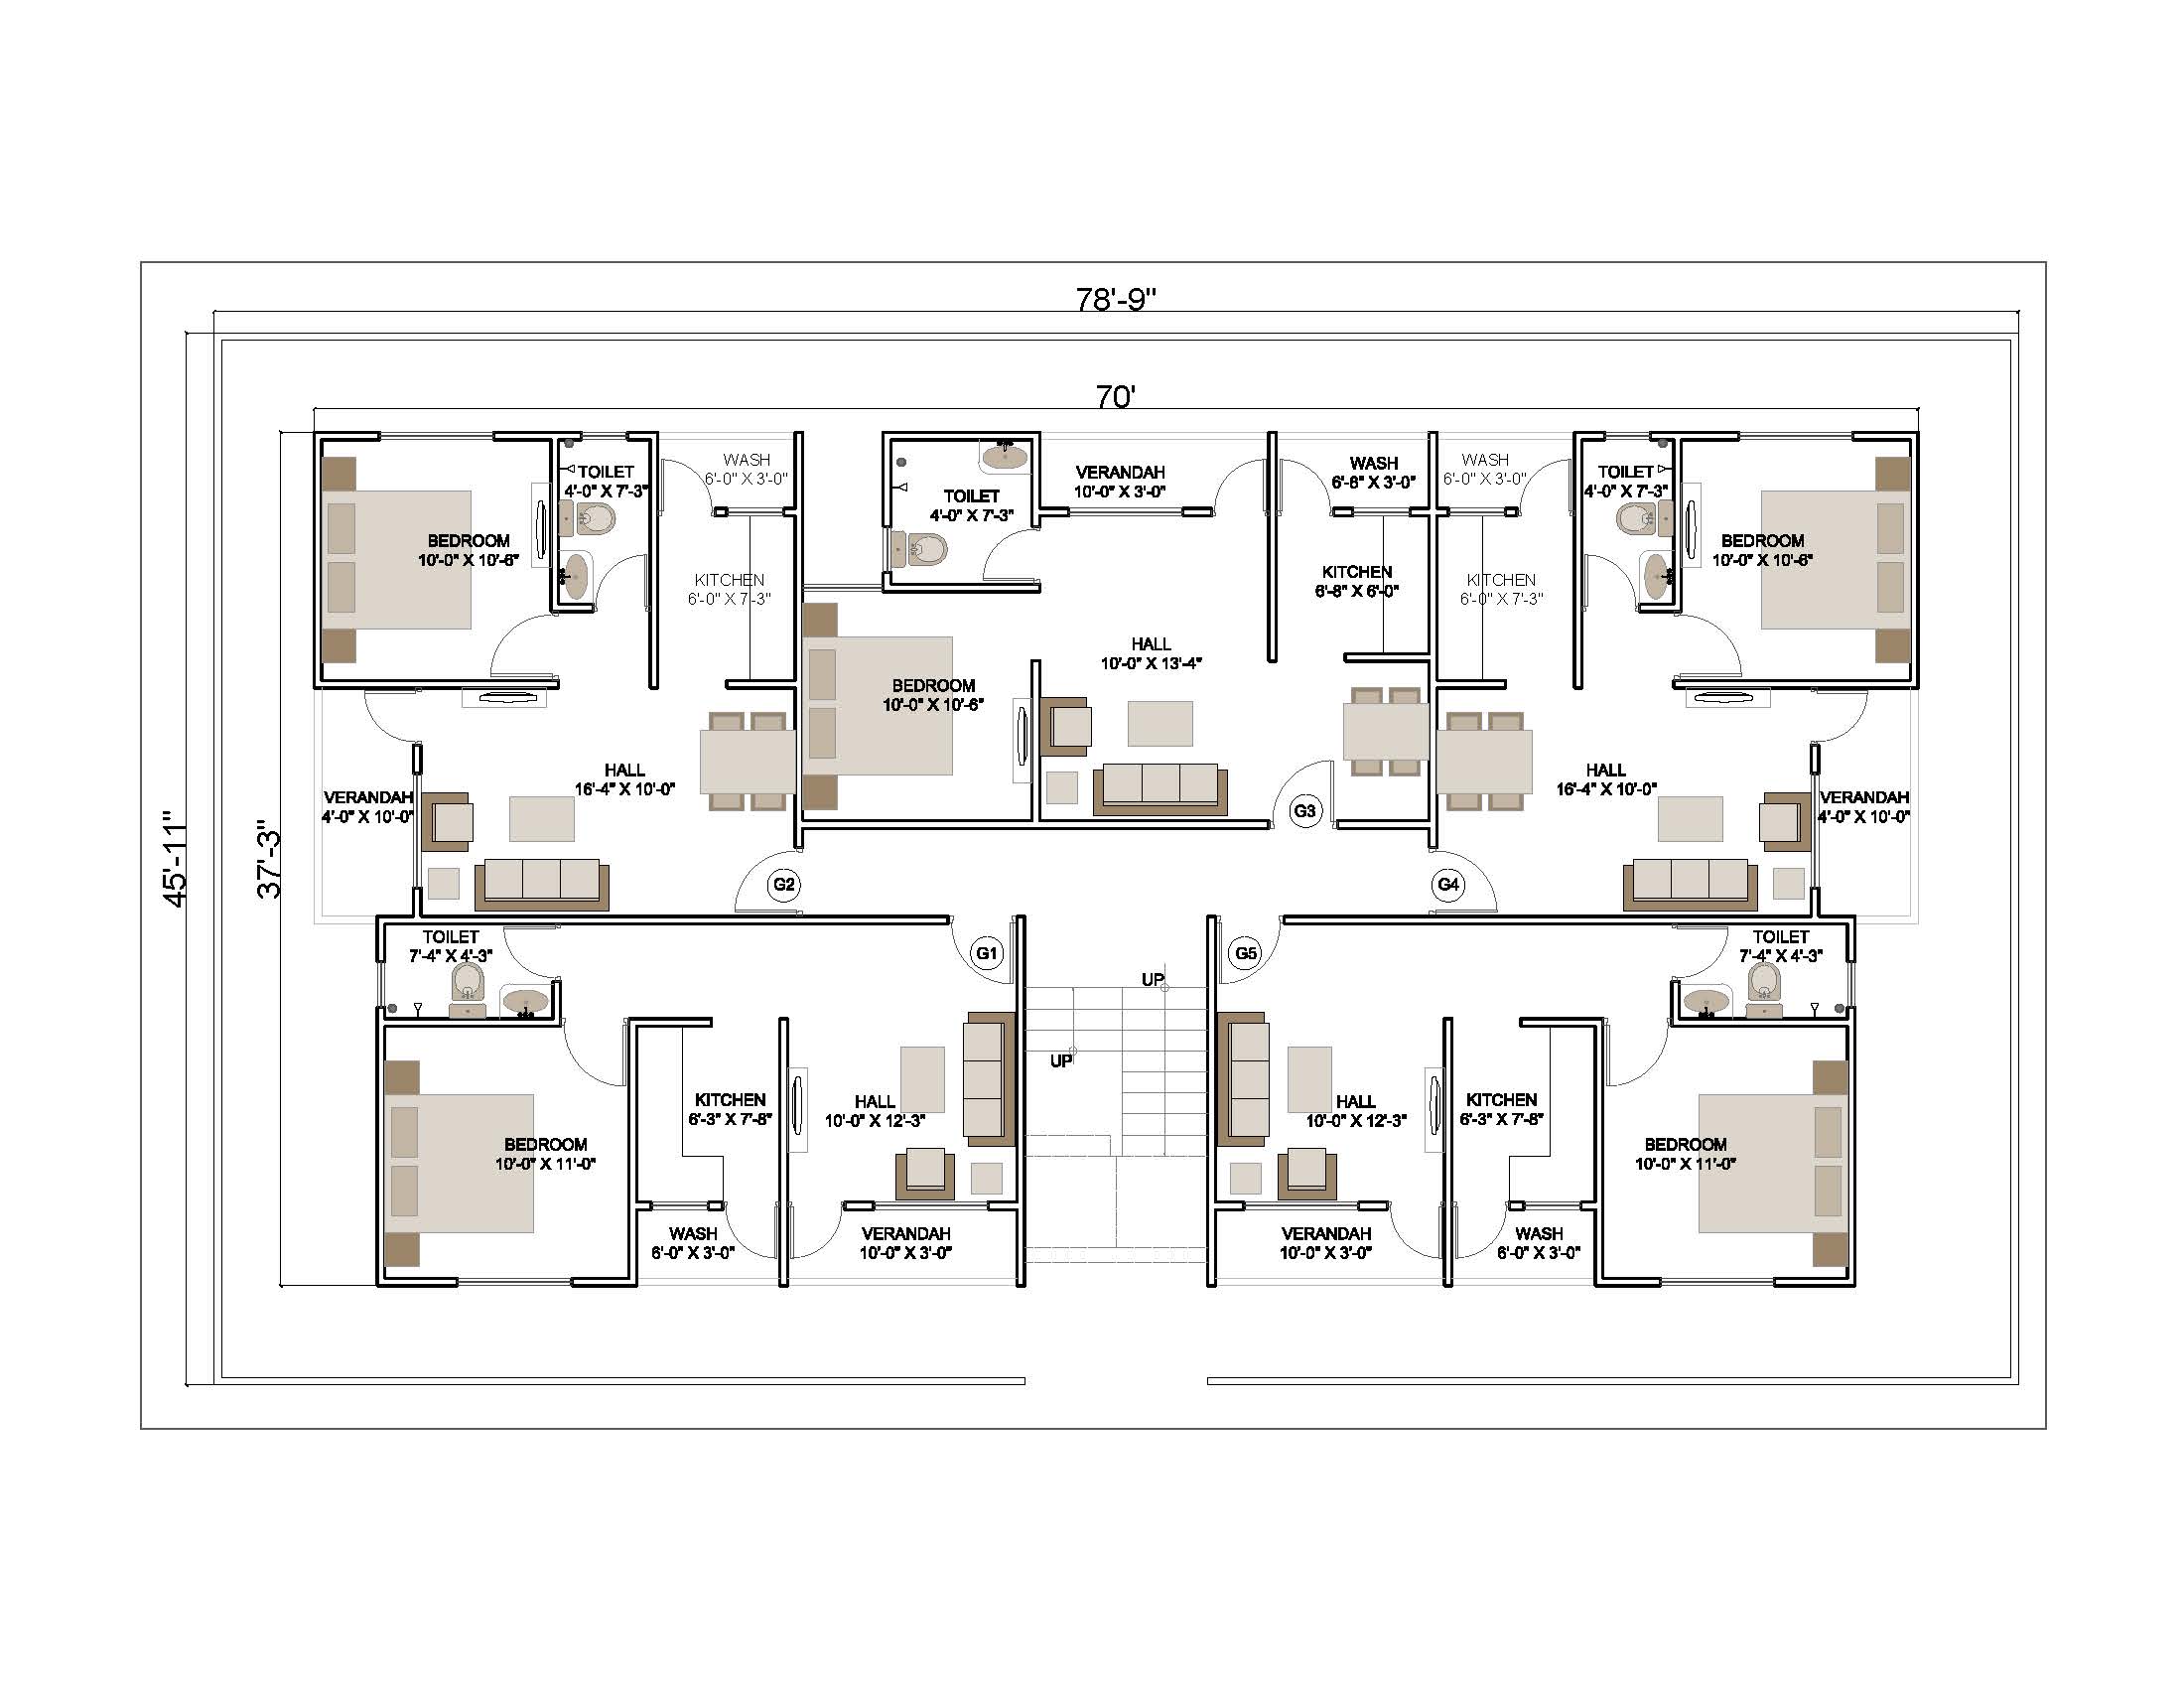 78'-9"
70'
45'-11"
37'-3"
BEDROOM
10'-0" X 10'-6"
TOILET
4'-0" X 7'-3"
WASH
6'-0" X 3'-0"
KITCHEN
6'-0" X 7'-3"
HALL
16'-4" X 10'-0"
VERANDAH
4'-0" X 10'-0"
G2
TOILET
4'-0" X 7'-3"
VERANDAH
10'-0" X 3'-0"
WASH
6'-8" X 3'-0"
KITCHEN
6'-8" X 6'-0"
HALL
10'-0" X 13'-4"
BEDROOM
10'-0" X 10'-6"
G3
WASH
6'-0" X 3'-0"
KITCHEN
6'-0" X 7'-3"
TOILET
4'-0" X 7'-3"
BEDROOM
10'-0" X 10'-6"
HALL
16'-4" X 10'-0"
VERANDAH
4'-0" X 10'-0"
G4
TOILET
7'-4" X 4'-3"
G1
BEDROOM
10'-0" X 11'-0"
KITCHEN
6'-3" X 7'-8"
HALL
10'-0" X 12'-3"
WASH
6'-0" X 3'-0"
VERANDAH
10'-0" X 3'-0"
UP
UP
G5
TOILET
7'-4" X 4'-3"
HALL
10'-0" X 12'-3"
KITCHEN
6'-3" X 7'-8"
BEDROOM
10'-0" X 11'-0"
VERANDAH
10'-0" X 3'-0"
WASH
6'-0" X 3'-0"